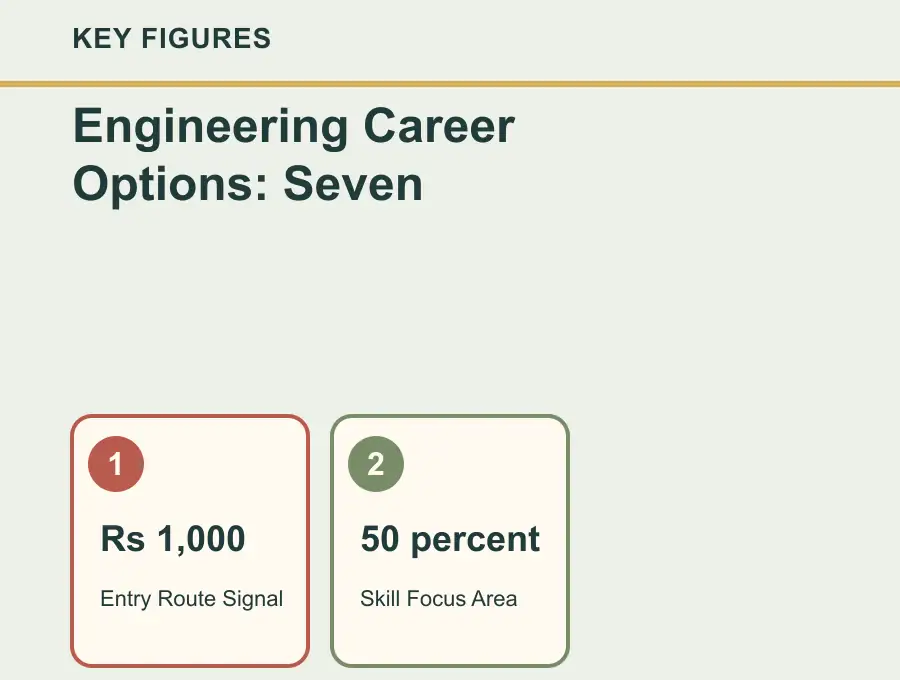 KEY FIGURES
Engineering Career
Options: Seven
1
Rs 1,000
Entry Route Signal
2
50 percent
Skill Focus Area